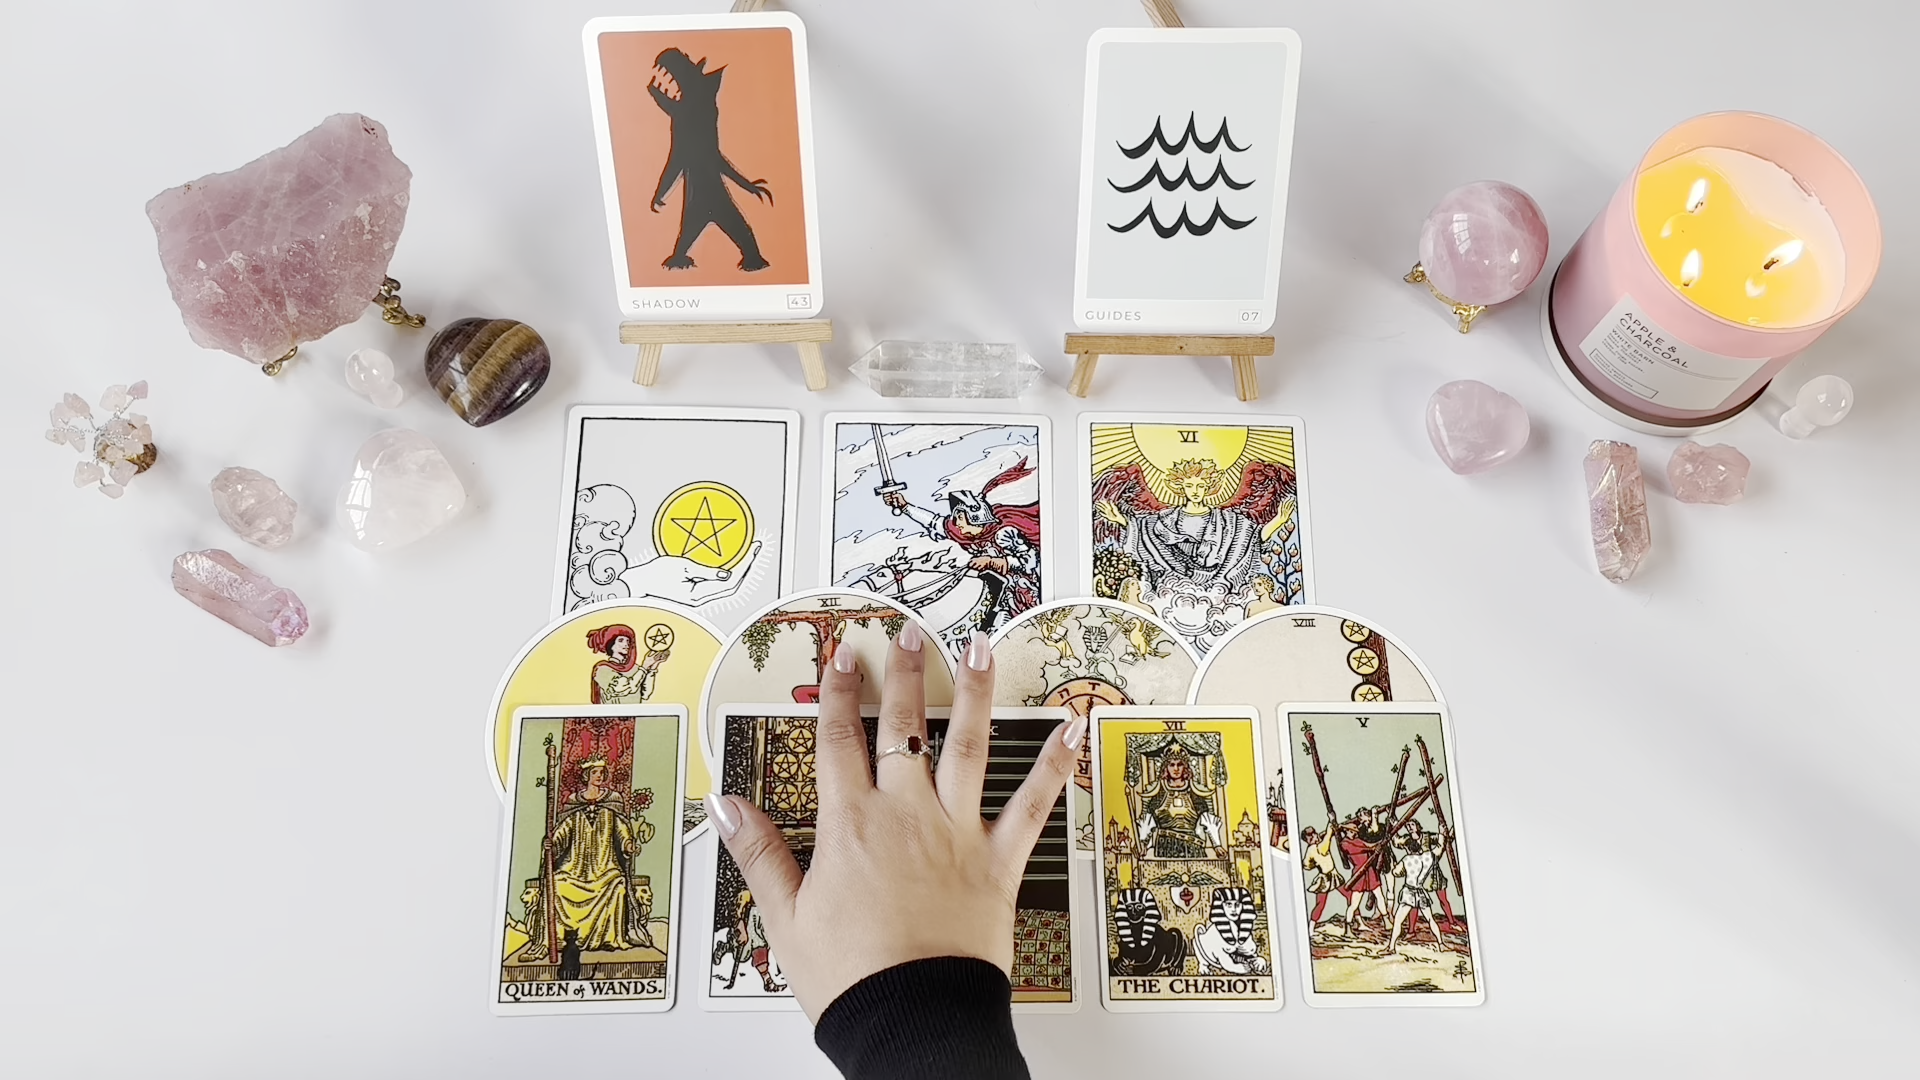 SHADOW 43
GUIDES 07
APPLE &
CHARCOAL
WHITE BARN
VI
XII
X
VIII
VII
V
QUEEN of WANDS.
THE CHARIOT.